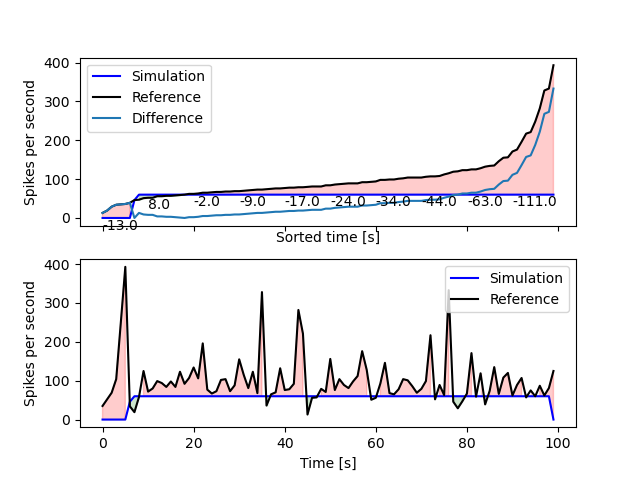 400
300
200
100
0
Spikes per second
Simulation
Reference
Difference
-13.0
8.0
-2.0
-9.0
-17.0
-24.0
-34.0
-44.0
-63.0
-111.0
Sorted time [s]
400
300
200
100
0
Spikes per second
Simulation
Reference
0 20 40 60 80 100
Time [s]